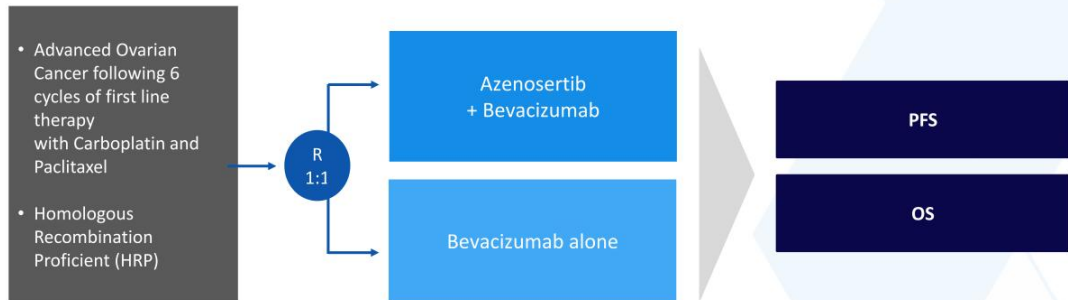 • Advanced Ovarian
Cancer following 6
cycles of first line
therapy
with Carboplatin and
Paclitaxel
• Homologous
Recombination
Proficient (HRP)
R
1:1
Azenosertib
+ Bevacizumab
Bevacizumab alone
PFS
OS